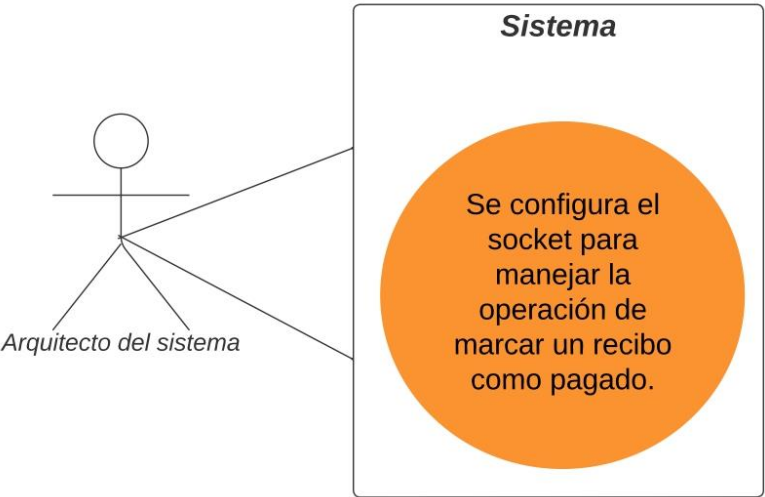 Sistema
Se configura el
socket para
manejar la
operación de
marcar un recibo
como pagado.
Arquitecto del sistema